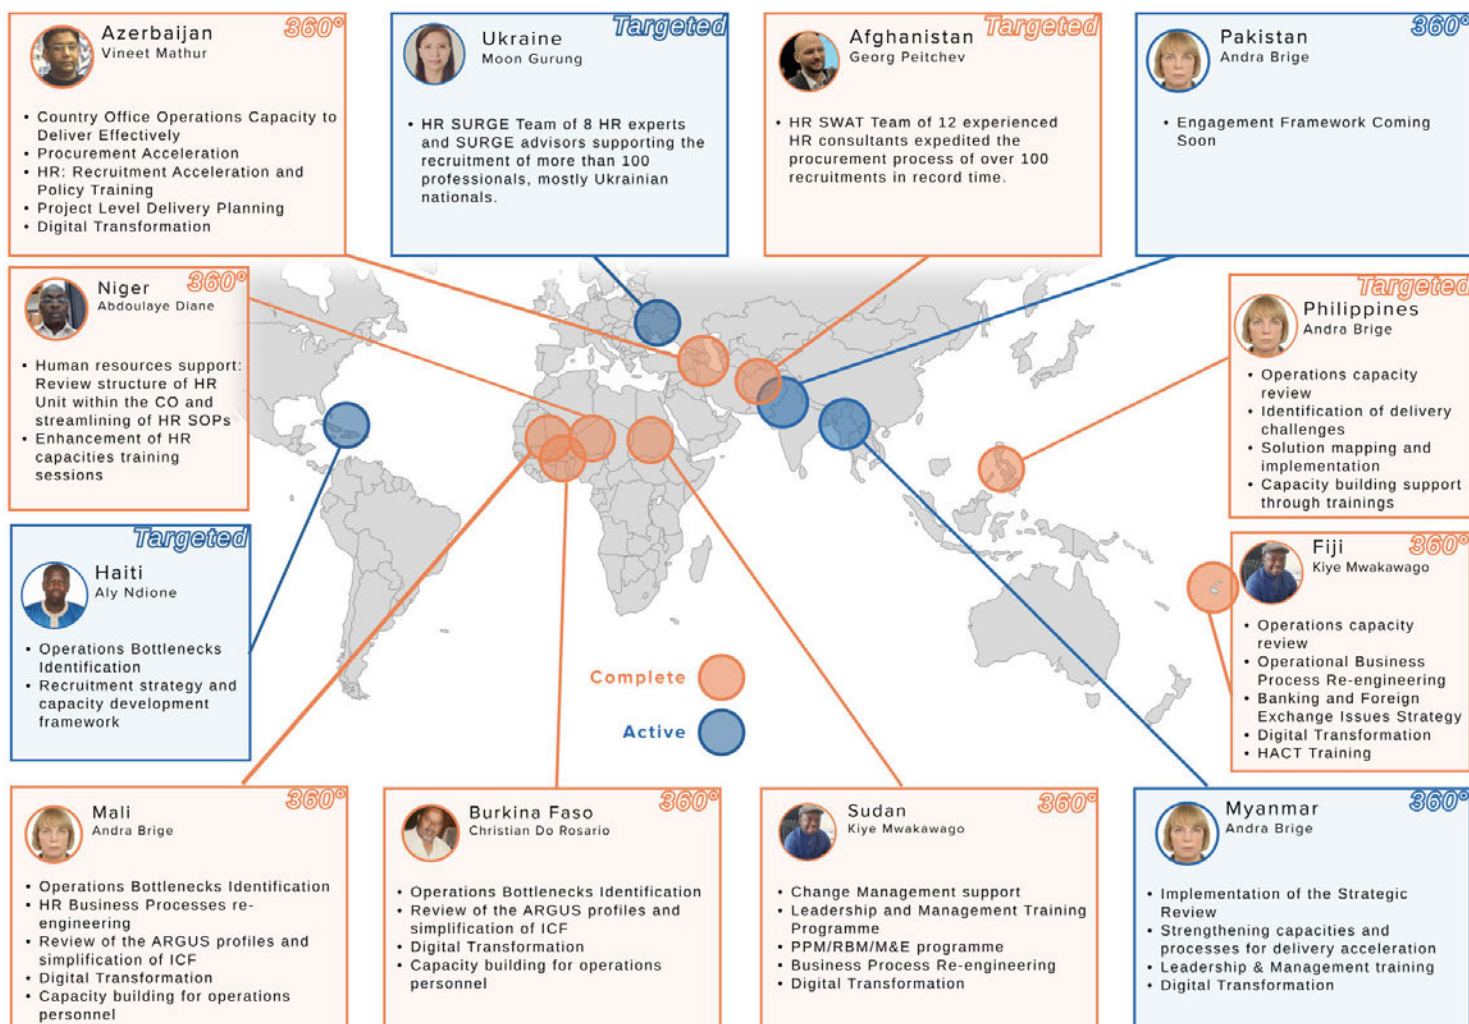 Azerbaijan
360°
Vineet Mathur
• Country Office Operations Capacity to
Deliver Effectively
• Procurement Acceleration
• HR: Recruitment Acceleration and
Policy Training
• Project Level Delivery Planning
• Digital Transformation
Ukraine
Targeted
Moon Gurung
• HR SURGE Team of 8 HR experts
and SURGE advisors supporting the
recruitment of more than 100
professionals, mostly Ukrainian
nationals.
Afghanistan
Targeted
Georg Peitchev
• HR SWAT Team of 12 experienced
HR consultants expedited the
procurement process of over 100
recruitments in record time.
Pakistan
360°
Andra Brige
• Engagement Framework Coming
Soon
Niger
360°
Abdoulaye Diane
• Human resources support:
Review structure of HR
Unit within the CO and
streamlining of HR SOPs
• Enhancement of HR
capacities training
sessions
Targeted
Philippines
Andra Brige
• Operations capacity
review
• Identification of delivery
challenges
• Solution mapping and
implementation
• Capacity building support
through trainings
Targeted
Haiti
Aly Ndione
• Operations Bottlenecks
Identification
• Recruitment strategy and
capacity development
framework
Fiji
360°
Kiye Mwakawago
• Operations capacity
review
• Operational Business
Process Re-engineering
• Banking and Foreign
Exchange Issues Strategy
• Digital Transformation
• HACT Training
Complete
Active
Mali
360°
Andra Brige
• Operations Bottlenecks Identification
• HR Business Processes re-
engineering
• Review of the ARGUS profiles and
simplification of ICF
• Digital Transformation
• Capacity building for operations
personnel
Burkina Faso
360°
Christian Do Rosario
• Operations Bottlenecks Identification
• Review of the ARGUS profiles and
simplification of ICF
• Digital Transformation
• Capacity building for operations
personnel
Sudan
360°
Kiye Mwakawago
• Change Management support
• Leadership and Management Training
Programme
• PPM/RBM/M&E programme
• Business Process Re-engineering
• Digital Transformation
Myanmar
360°
Andra Brige
• Implementation of the Strategic
Review
• Strengthening capacities and
processes for delivery acceleration
• Leadership & Management training
• Digital Transformation